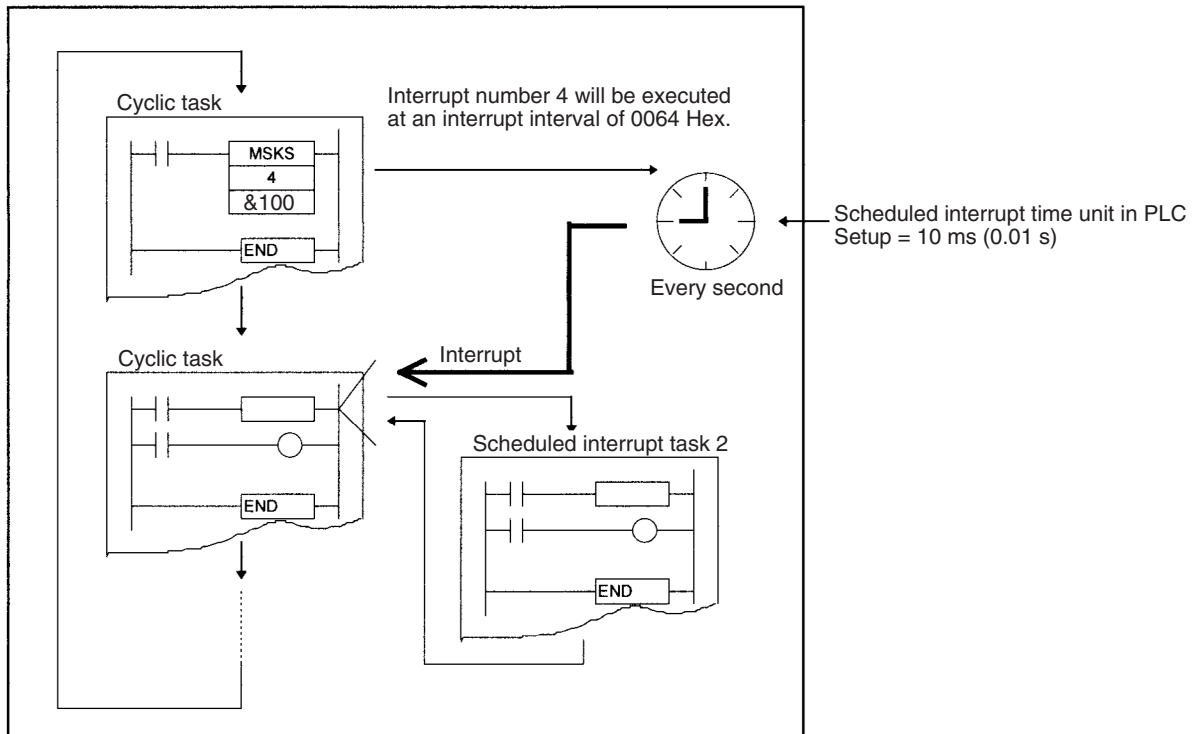 Cyclic task
MSKS
4
&100
END
Interrupt number 4 will be executed
at an interrupt interval of 0064 Hex.
Scheduled interrupt time unit in PLC
Setup = 10 ms (0.01 s)
Every second
Interrupt
Cyclic task
END
Scheduled interrupt task 2
END